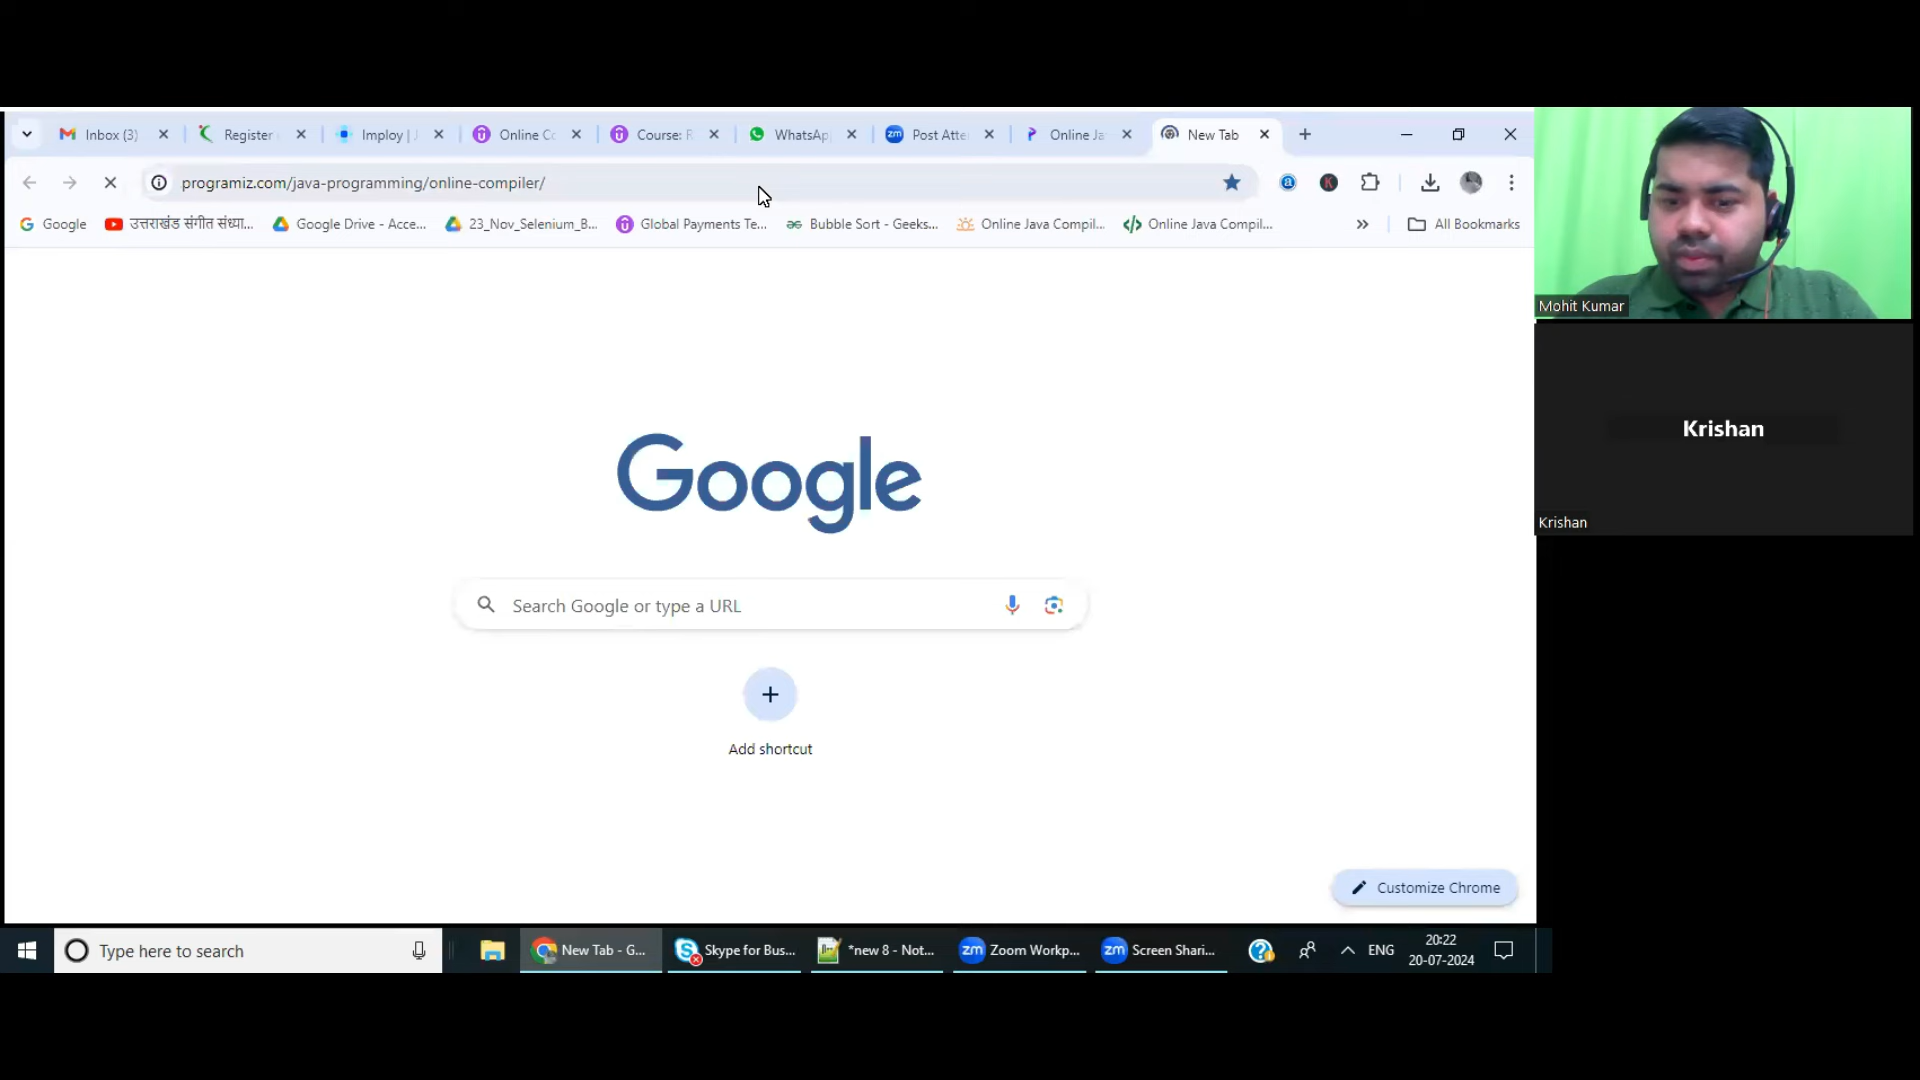 Inbox (3)
Register
Imploy | J
Online Co
Course: R
WhatsAp
Post Atte
Online Ja
New Tab
programiz.com/java-programming/online-compiler/
Google
उत्तराखंड संगीत संध्या...
Google Drive - Acce...
23_Nov_Selenium_B...
Global Payments Te...
Bubble Sort - Geeks...
Online Java Compil...
Online Java Compil...
All Bookmarks
Google
Search Google or type a URL
Add shortcut
Customize Chrome
Mohit Kumar
Krishan
Krishan
Type here to search
New Tab - G...
Skype for Bus...
*new 8 - Not...
zm
Zoom Workp...
zm
Screen Shari...
ENG
20:22
20-07-2024